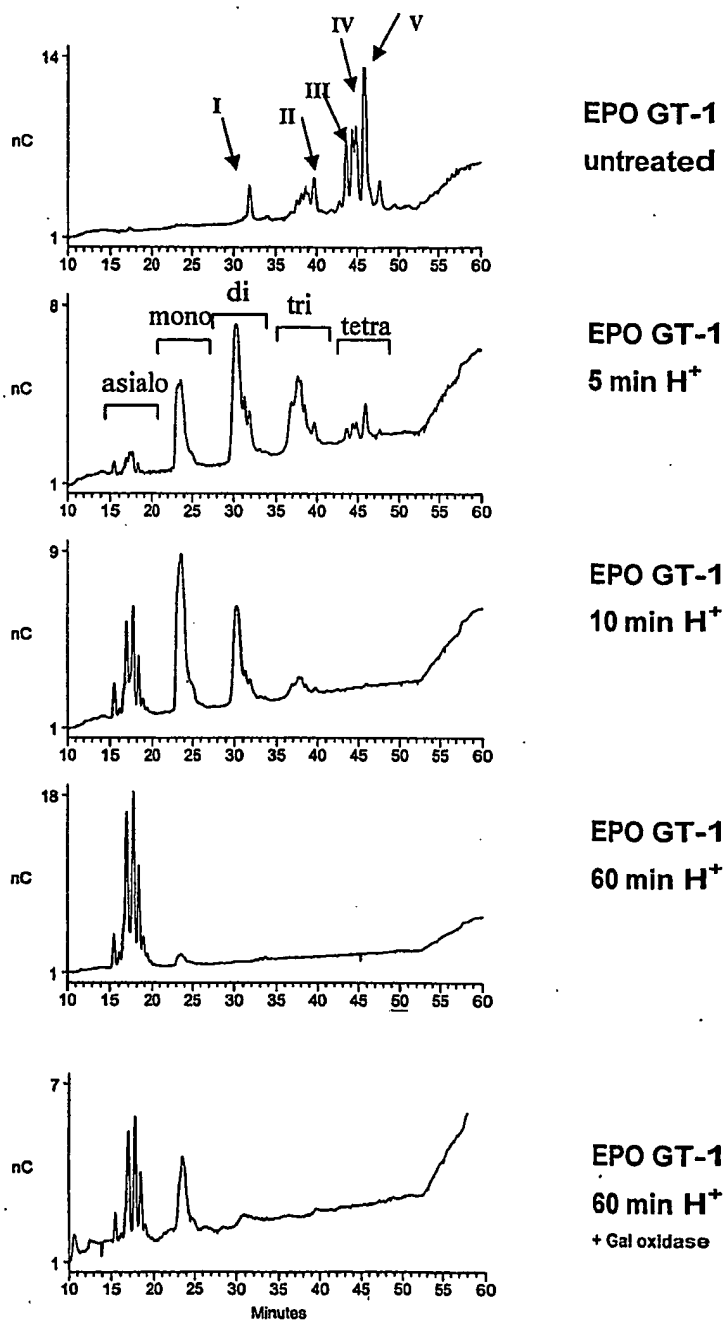 I II III IV V
14
nC
1
10 15 20 25 30 35 40 45 50 55 60
EPO GT-1
untreated
asialo mono di tri tetra
8
nC
1
10 15 20 25 30 35 40 45 50 55 60
EPO GT-1
5 min H⁺
9
nC
1
10 15 20 25 30 35 40 45 50 55 60
EPO GT-1
10 min H⁺
18
nC
1
10 15 20 25 30 35 40 45 50 55 60
EPO GT-1
60 min H⁺
7
nC
1
10 15 20 25 30 35 40 45 50 55 60
Minutes
EPO GT-1
60 min H⁺
+ Gal oxidase